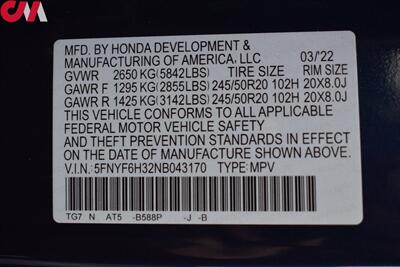 CMA
MFD. BY HONDA DEVELOPMENT &
MANUFACTURING OF AMERICA, LLC 03/'22
GVWR 2650 KG(5842LBS) TIRE SIZE RIM SIZE
GAWR F 1295 KG(2855LBS) 245/50R20 102H 20X8.0J
GAWR R 1425 KG(3142LBS) 245/50R20 102H 20X8.0J
THIS VEHICLE CONFORMS TO ALL APPLICABLE
FEDERAL MOTOR VEHICLE SAFETY
AND THEFT PREVENTION STANDARDS IN EFFECT
ON THE DATE OF MANUFACTURE SHOWN ABOVE.
V.I.N.: 5FNYF6H32NB043170 TYPE: MPV
TG7 N AT5 -B588P -J -B